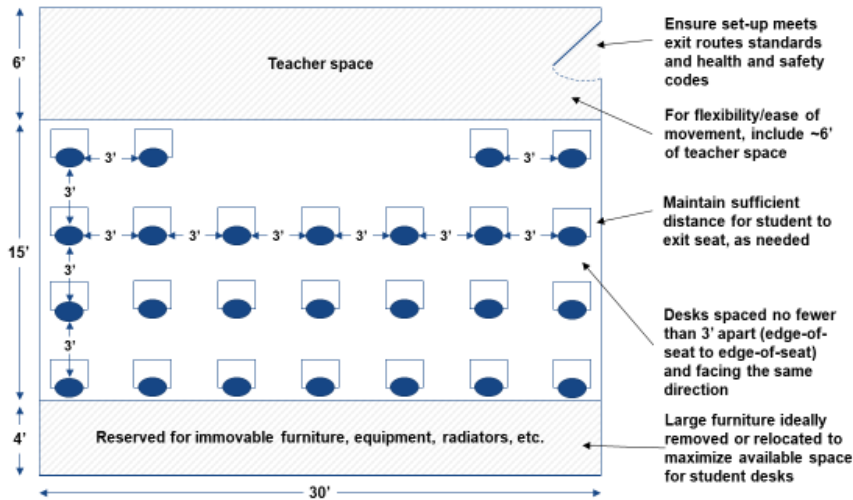 Ensure set-up meets
exit routes standards
and health and safety
codes
6’
Teacher space
For flexibility/ease of
movement, include ~6’
of teacher space
3’ 3’
3’
Maintain sufficient
distance for student to
exit seat, as needed
3’ 3’ 3’ 3’ 3’ 3’
15’
3’
Desks spaced no fewer
than 3’ apart (edge-of-
seat to edge-of-seat)
and facing the same
direction
3’
4’
Reserved for immovable furniture, equipment, radiators, etc.
Large furniture ideally
removed or relocated to
maximize available space
for student desks
30’